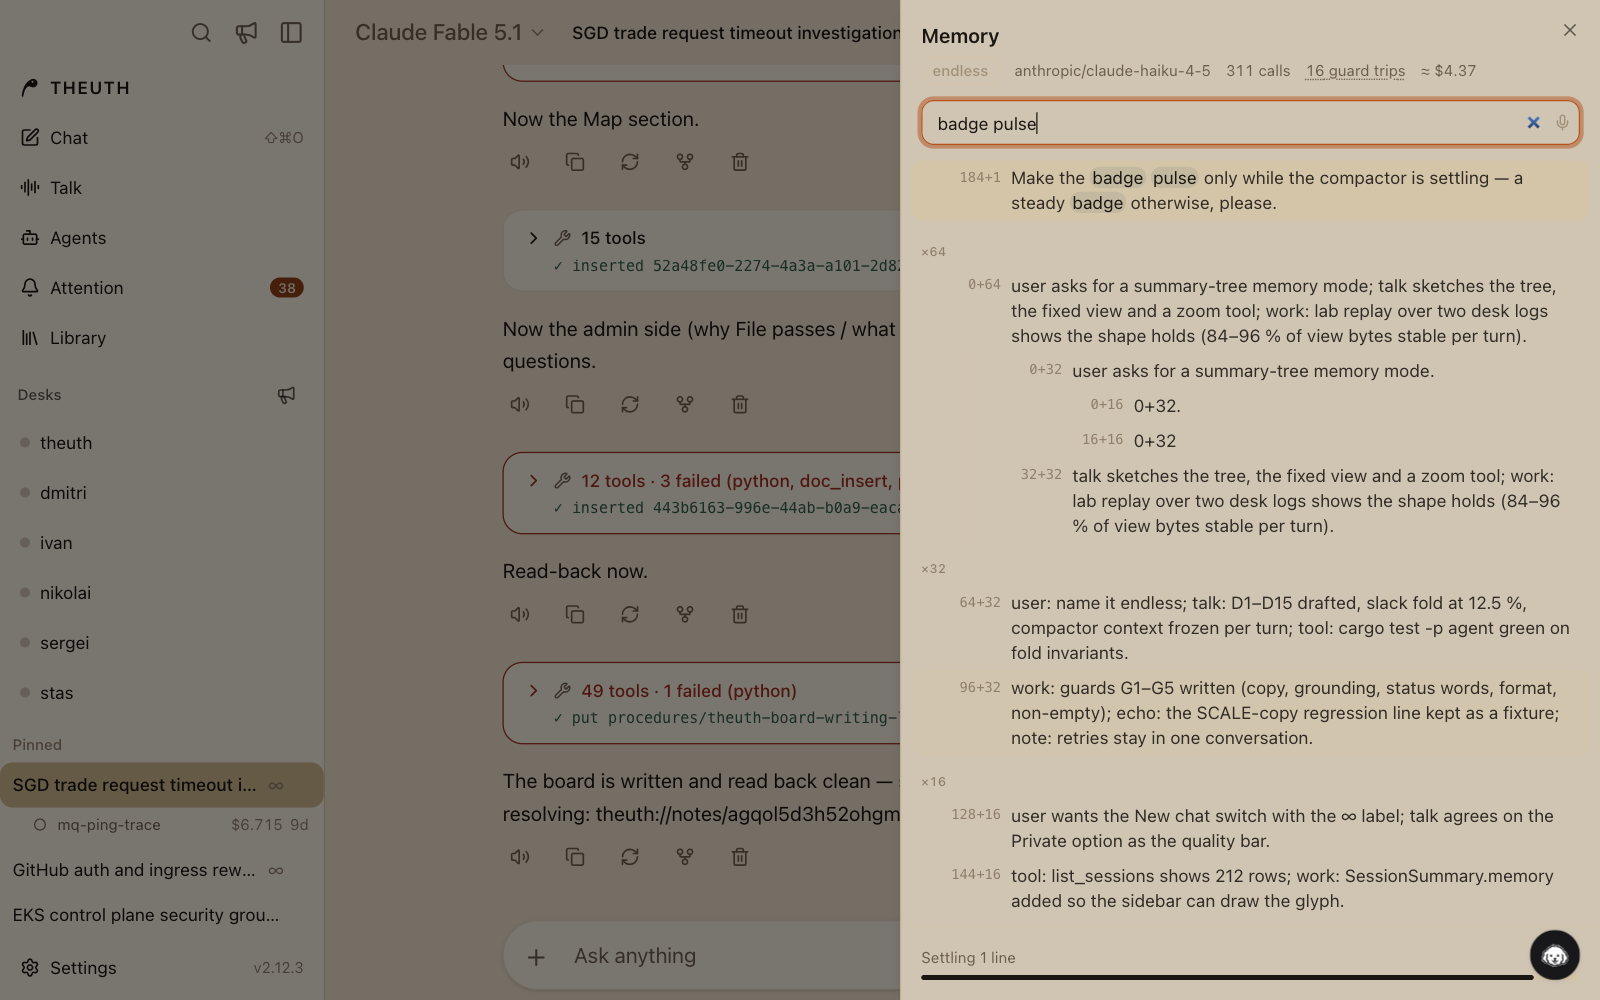 THEUTH
Chat ⇧⌘O
Talk
Agents
Attention 38
Library
Desks
theuth
dmitri
ivan
nikolai
sergei
stas
Pinned
SGD trade request timeout i... ∞
mq-ping-trace $6.715 9d
GitHub auth and ingress rew... ∞
EKS control plane security grou...
Settings v2.12.3
Claude Fable 5.1 SGD trade request timeout investigation
Now the Map section.
15 tools
✓ inserted 52a48fe0-2274-4a3a-a101-2d82
Now the admin side (why File passes / what
questions.
12 tools · 3 failed (python, doc_insert,
✓ inserted 443b6163-996e-44ab-b0a9-eaca
Read-back now.
49 tools · 1 failed (python)
✓ put procedures/theuth-board-writing-
The board is written and read back clean —
resolving: theuth://notes/agqol5d3h52ohgm
Ask anything
Memory
endless anthropic/claude-haiku-4-5 311 calls 16 guard trips ≈ $4.37
badge pulse
184+1 Make the badge pulse only while the compactor is settling — a
steady badge otherwise, please.
×64
0+64 user asks for a summary-tree memory mode; talk sketches the tree,
the fixed view and a zoom tool; work: lab replay over two desk logs
shows the shape holds (84–96 % of view bytes stable per turn).
0+32 user asks for a summary-tree memory mode.
0+16 0+32.
16+16 0+32
32+32 talk sketches the tree, the fixed view and a zoom tool; work:
lab replay over two desk logs shows the shape holds (84–96
% of view bytes stable per turn).
×32
64+32 user: name it endless; talk: D1–D15 drafted, slack fold at 12.5 %,
compactor context frozen per turn; tool: cargo test -p agent green on
fold invariants.
96+32 work: guards G1–G5 written (copy, grounding, status words, format,
non-empty); echo: the SCALE-copy regression line kept as a fixture;
note: retries stay in one conversation.
×16
128+16 user wants the New chat switch with the ∞ label; talk agrees on the
Private option as the quality bar.
144+16 tool: list_sessions shows 212 rows; work: SessionSummary.memory
added so the sidebar can draw the glyph.
Settling 1 line